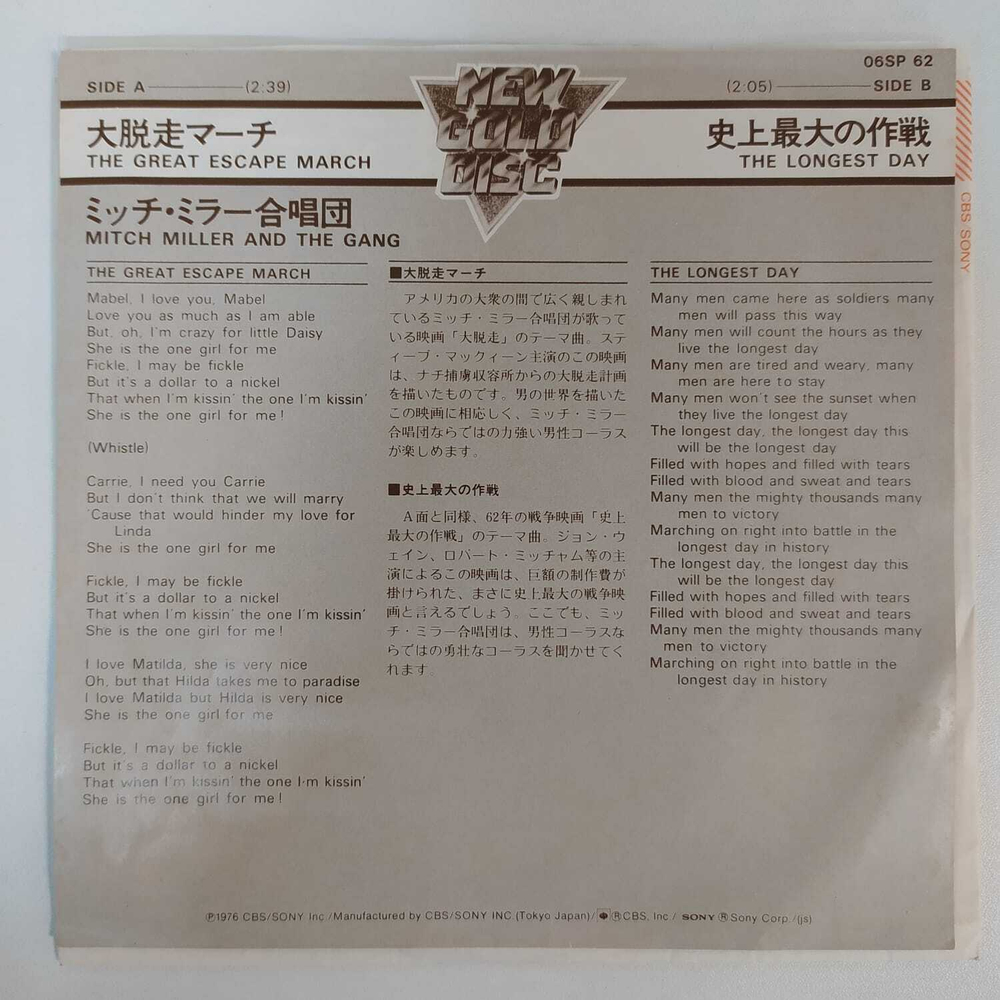 06SP 62
SIDE A (2:39)
NEW
GOLD
DISC
(2:05) SIDE B
大脱走マーチ
THE GREAT ESCAPE MARCH
史上最大の作戦
THE LONGEST DAY
ミッチ・ミラー合唱団
MITCH MILLER AND THE GANG
THE GREAT ESCAPE MARCH
Mabel, I love you, Mabel
Love you as much as I am able
But, oh, I'm crazy for little Daisy
She is the one girl for me
Fickle, I may be fickle
But it's a dollar to a nickel
That when I'm kissin' the one I'm kissin'
She is the one girl for me!
(Whistle)
Carrie, I need you Carrie
But I don't think that we will marry
'Cause that would hinder my love for
Linda
She is the one girl for me
Fickle, I may be fickle
But it's a dollar to a nickel
That when I'm kissin' the one I'm kissin'
She is the one girl for me!
I love Matilda, she is very nice
Oh, but that Hilda takes me to paradise
I love Matilda but Hilda is very nice
She is the one girl for me
Fickle, I may be fickle
But it's a dollar to a nickel
That when I'm kissin' the one I'm kissin'
She is the one girl for me!
■大脱走マーチ
アメリカの大衆の間で広く親しまれ
ているミッチ・ミラー合唱団が歌って
いる映画「大脱走」のテーマ曲。ステ
ィーブ・マックィーン主演のこの映画
は、ナチ捕虜収容所からの大脱走計画
を描いたものです。男の世界を描いた
この映画に相応しく、ミッチ・ミラー
合唱団ならではの力強い男性コーラス
が楽しめます。
■史上最大の作戦
A面と同様、62年の戦争映画「史上
最大の作戦」のテーマ曲。ジョン・ウ
ェイン、ロバート・ミッチャム等の主
演によるこの映画は、巨額の制作費が
掛けられた、まさに史上最大の戦争映
画と言えるでしょう。ここでも、ミッ
チ・ミラー合唱団は、男性コーラスな
らではの勇壮なコーラスを聞かせてく
れます。
THE LONGEST DAY
Many men came here as soldiers many
men will pass this way
Many men will count the hours as they
live the longest day
Many men are tired and weary, many
men are here to stay
Many men won't see the sunset when
they live the longest day
The longest day, the longest day this
will be the longest day
Filled with hopes and filled with tears
Filled with blood and sweat and tears
Many men the mighty thousands many
men to victory
Marching on right into battle in the
longest day in history
The longest day, the longest day this
will be the longest day
Filled with hopes and filled with tears
Filled with blood and sweat and tears
Many men the mighty thousands many
men to victory
Marching on right into battle in the
longest day in history
CBS/SONY
Ⓟ1976 CBS/SONY Inc./Manufactured by CBS/SONY INC.(Tokyo Japan)/ ®CBS, Inc./ SONY ®Sony Corp./(js)